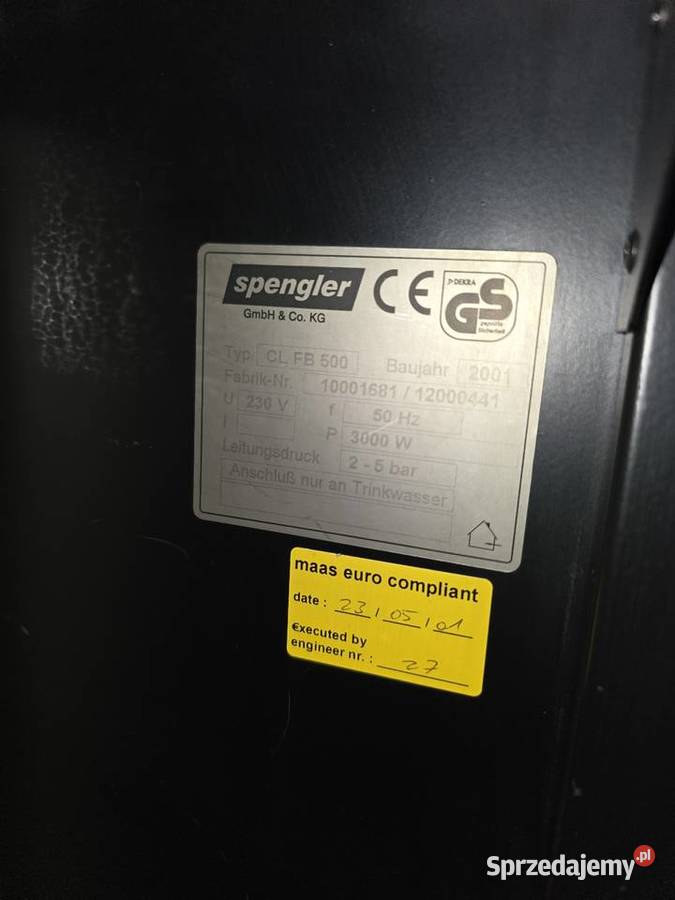 spengler
GmbH & Co. KG
CE
DEKRA
GS
geprüfte
Sicherheit
Typ CL FB 500 Baujahr 2001
Fabrik-Nr. 10001681 / 12000441
U 230 V f 50 Hz
I P 3000 W
Leitungsdruck 2 - 5 bar
Anschluß nur an Trinkwasser
maas euro compliant
date : 23 / 05 / 01
€xecuted by
engineer nr. : 27
Sprzedajemy.pl